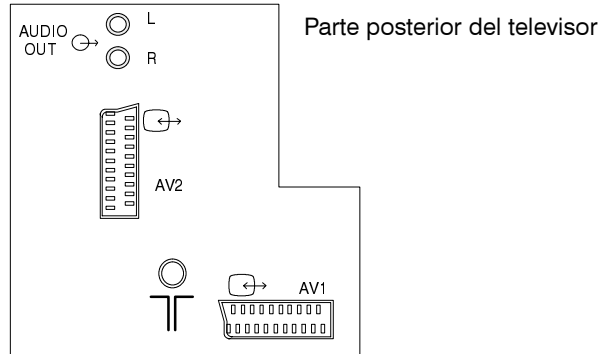 Parte posterior del televisor
AUDIO
OUT
L
R
AV2
AV1